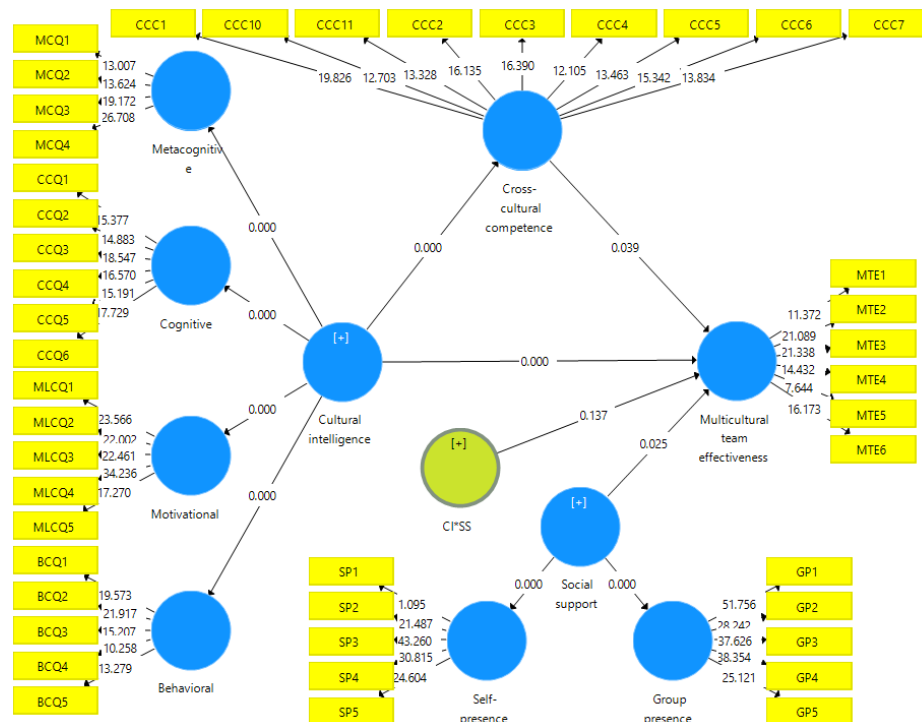 CCC1
CCC10
CCC11
CCC2
CCC3
CCC4
CCC5
CCC6
CCC7
19.826
12.703
13.328
16.135
16.390
12.105
13.463
15.342
13.834
MCQ1
MCQ2
MCQ3
MCQ4
13.007
13.624
19.172
26.708
Metacognitiv
e
Cross-
cultural
competence
CCQ1
CCQ2
CCQ3
CCQ4
CCQ5
CCQ6
15.377
14.883
18.547
16.570
15.191
17.729
Cognitive
0.000
0.000
0.000
0.039
MTE1
MTE2
MTE3
MTE4
MTE5
MTE6
11.372
21.089
21.338
14.432
7.644
16.173
[+]
Cultural
intelligence
0.000
Multicultural
team
effectiveness
MLCQ1
MLCQ2
MLCQ3
MLCQ4
MLCQ5
23.566
22.002
22.461
34.236
17.270
Motivational
0.000
0.000
0.137
0.025
[+]
CI*SS
[+]
Social
support
BCQ1
BCQ2
BCQ3
BCQ4
BCQ5
19.573
21.917
15.207
10.258
13.279
Behavioral
0.000
0.000
SP1
SP2
SP3
SP4
SP5
1.095
21.487
43.260
30.815
24.604
Self-
presence
GP1
GP2
GP3
GP4
GP5
51.756
28.242
37.626
38.354
25.121
Group
presence